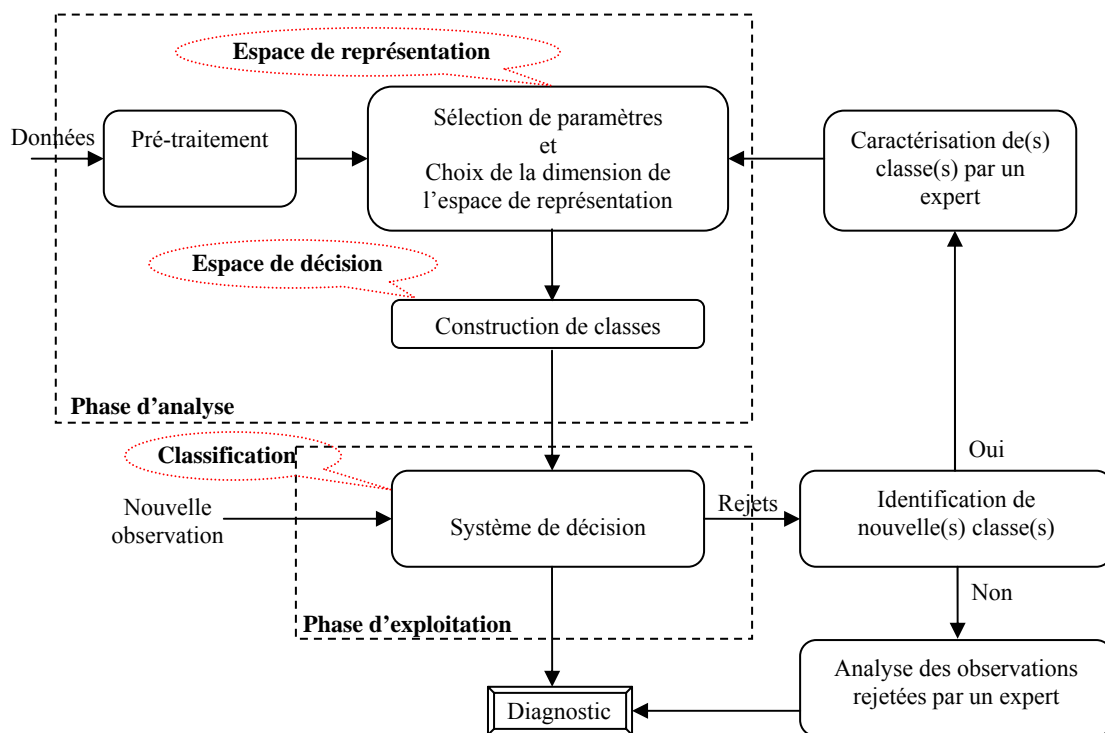 Espace de représentation
Données
Pré-traitement
Sélection de paramètres
et
Choix de la dimension de
l’espace de représentation
Caractérisation de(s)
classe(s) par un
expert
Espace de décision
Construction de classes
Phase d’analyse
Classification
Nouvelle
observation
Système de décision
Rejets
Oui
Identification de
nouvelle(s) classe(s)
Non
Phase d’exploitation
Analyse des observations
rejetées par un expert
Diagnostic